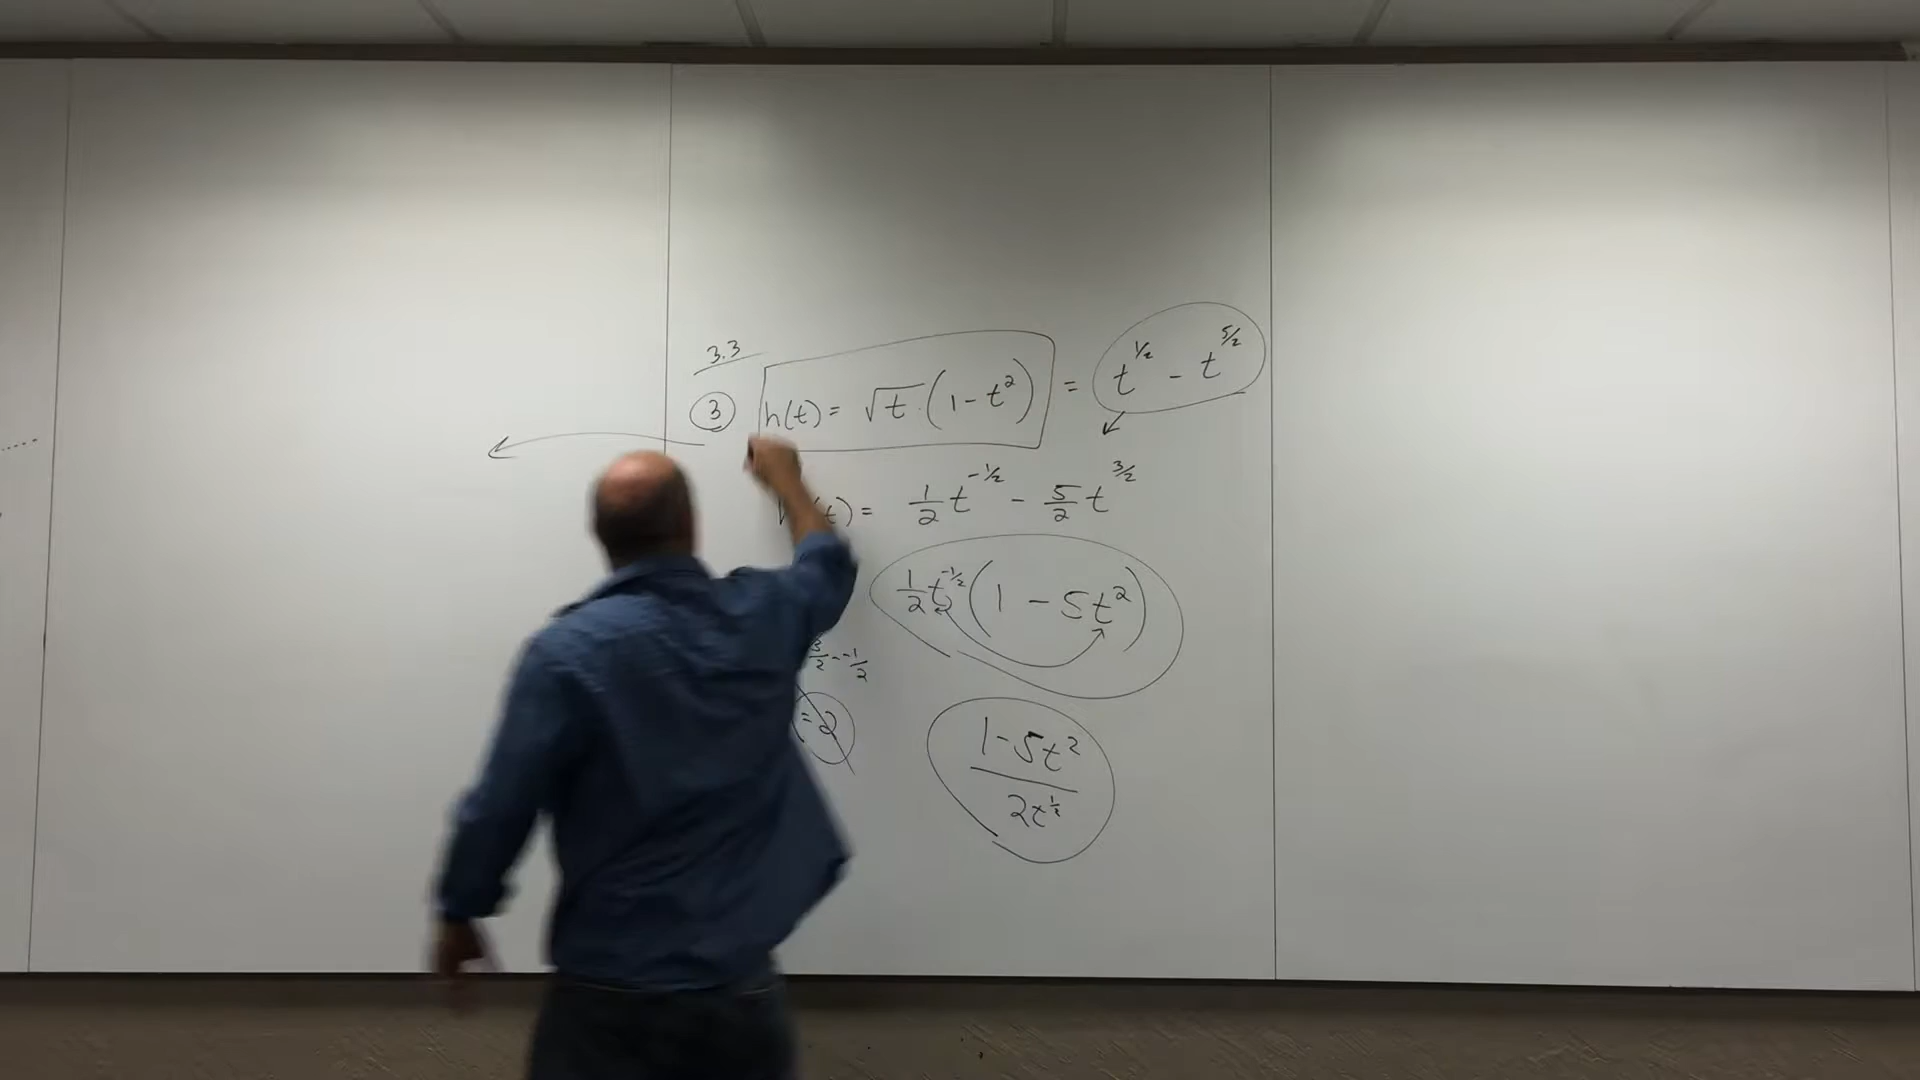 3.3
③ h(t) = √t · (1 - t²) = t^½ - t^5/2
(t) = 1/2 t^-½ - 5/2 t^3/2
1/2 t^-½ (1 - 5t²)
3/2 - -1/2
= 2
1 - 5t²
2t^½